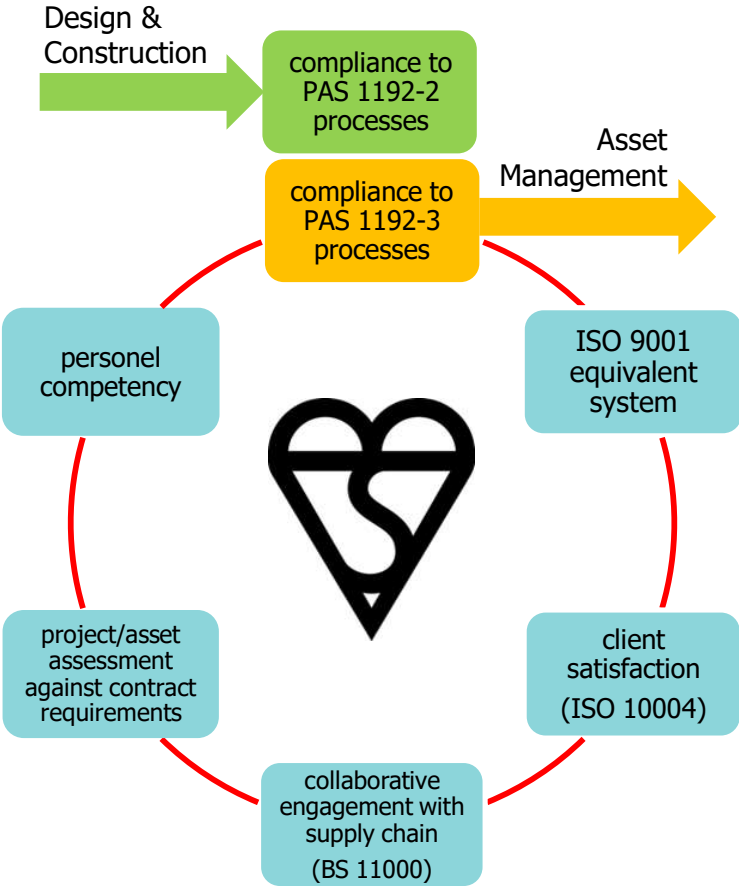 Design &
Construction
compliance to
PAS 1192-2
processes
Asset
Management
compliance to
PAS 1192-3
processes
personel
competency
ISO 9001
equivalent
system
project/asset
assessment
against contract
requirements
client
satisfaction
(ISO 10004)
collaborative
engagement with
supply chain
(BS 11000)